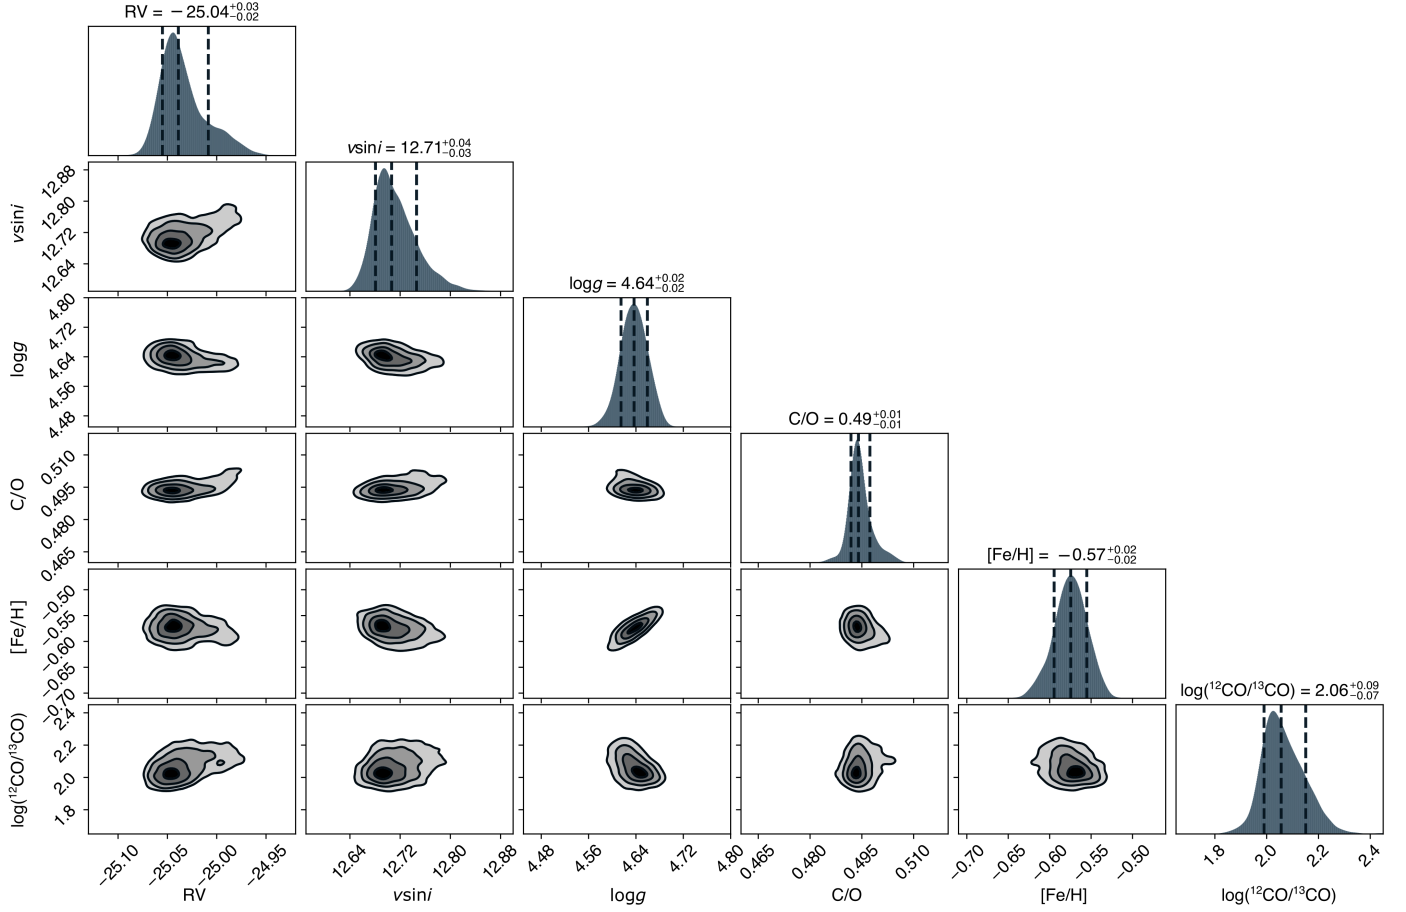 RV = −25.04 +0.03 −0.02
vsini = 12.71 +0.04 −0.03
logg = 4.64 +0.02 −0.02
C/O = 0.49 +0.01 −0.01
[Fe/H] = −0.57 +0.02 −0.02
log(¹²CO/¹³CO) = 2.06 +0.09 −0.07
vsini
12.88
12.80
12.72
12.64
logg
4.80
4.72
4.64
4.56
4.48
C/O
0.510
0.495
0.480
0.465
[Fe/H]
−0.50
−0.55
−0.60
−0.65
−0.70
log(¹²CO/¹³CO)
2.4
2.2
2.0
1.8
−25.10 −25.05 −25.00 −24.95
RV
12.64 12.72 12.80 12.88
vsini
4.48 4.56 4.64 4.72 4.80
logg
0.465 0.480 0.495 0.510
C/O
−0.70 −0.65 −0.60 −0.55 −0.50
[Fe/H]
1.8 2.0 2.2 2.4
log(¹²CO/¹³CO)